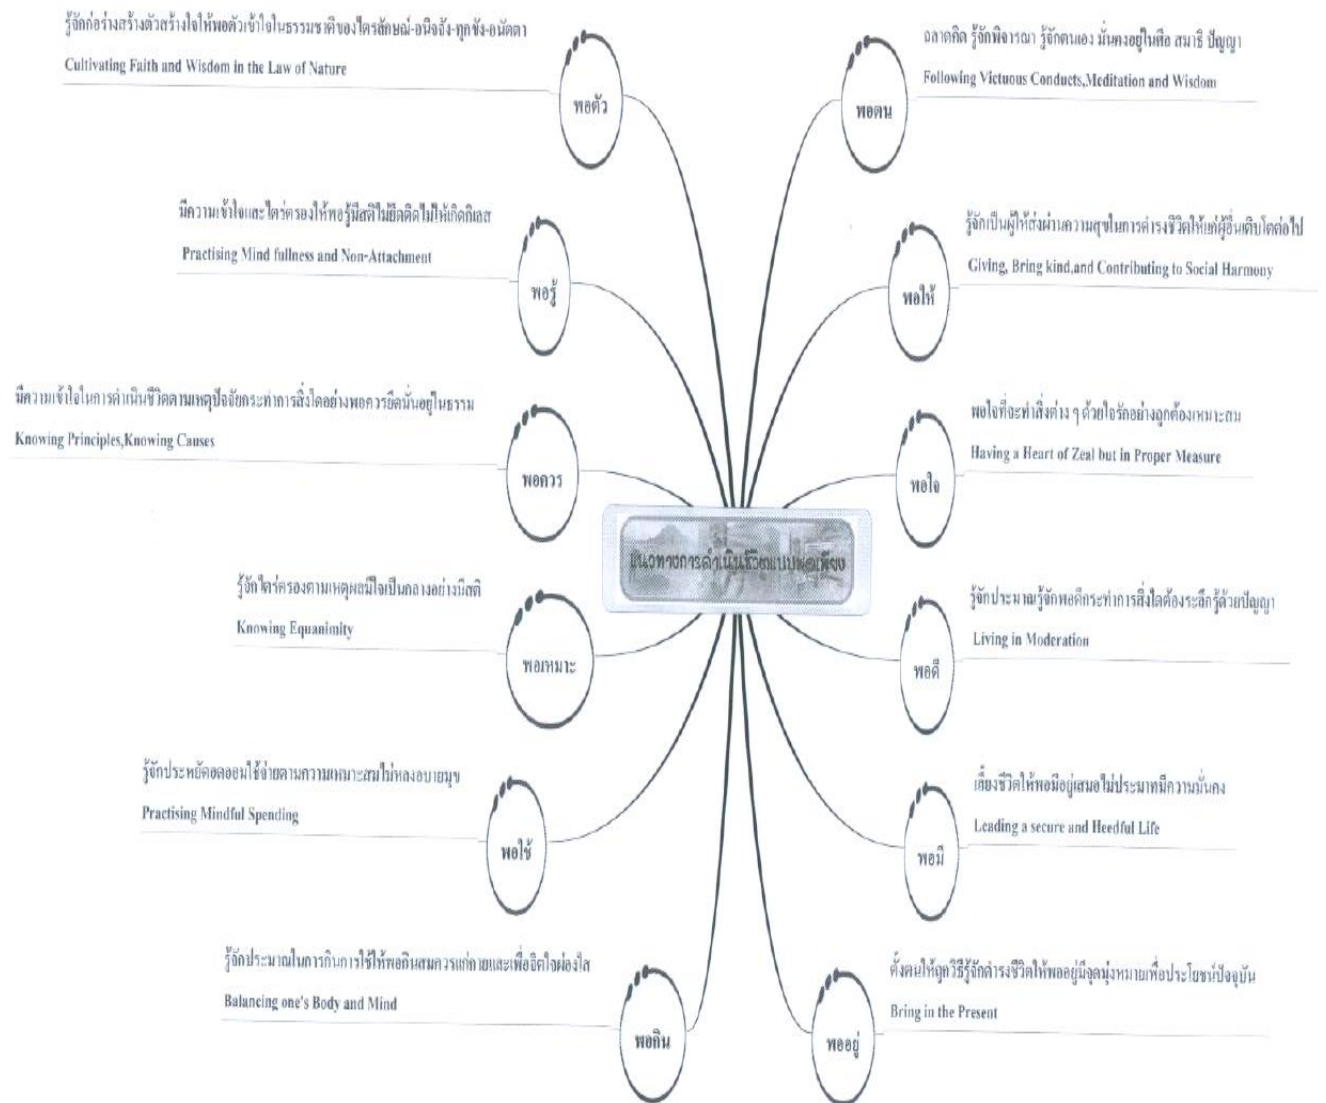 รู้จักก่อร่างสร้างตัวสร้างใจให้พอตัวเข้าใจในธรรมชาติของไตรลักษณ์-อนิจจัง-ทุกขัง-อนัตตา
Cultivating Faith and Wisdom in the Law of Nature
พอตัว
ฉลาดคิด รู้จักพิจารณา รู้จักตนเอง มั่นคงอยู่ในศีล สมาธิ ปัญญา
Following Victuous Conducts,Meditation and Wisdom
พอตน
มีความเข้าใจและไตร่ตรองให้พอรู้มีสติไม่ยึดติดไม่ให้เกิดกิเลส
Practising Mind fullness and Non-Attachment
พอรู้
รู้จักเป็นผู้ให้ส่งผ่านความสุขในการดำรงชีวิตให้แก่ผู้อื่นเติบโตต่อไป
Giving, Bring kind,and Contributing to Social Harmony
พอให้
มีความเข้าใจในการดำเนินชีวิตตามเหตุปัจจัยกระทำการสิ่งใดอย่างพอควรยึดมั่นอยู่ในธรรม
Knowing Principles,Knowing Causes
พอควร
พอใจที่จะทำสิ่งต่าง ๆ ด้วยใจรักอย่างถูกต้องเหมาะสม
Having a Heart of Zeal but in Proper Measure
พอใจ
แนวทางการดำเนินชีวิตแบบพอเพียง
รู้จักไตร่ตรองตามเหตุผลมีใจเป็นกลางอย่างมีสติ
Knowing Equanimity
พอเหมาะ
รู้จักประมาณรู้จักพอดีกระทำการสิ่งใดต้องระลึกรู้ด้วยปัญญา
Living in Moderation
พอดี
รู้จักประหยัดอดออมใช้จ่ายตามความเหมาะสมไม่หลงอบายมุข
Practising Mindful Spending
พอใช้
เลี้ยงชีวิตให้พอมีอยู่เสมอไม่ประมาทมีความมั่นคง
Leading a secure and Heedful Life
พอมี
รู้จักประมาณในการกินการใช้ให้พอกินสมควรแก่กายและเพื่อจิตใจผ่องใส
Balancing one's Body and Mind
พอกิน
ตั้งตนให้ถูกวิธีรู้จักดำรงชีวิตให้พออยู่มีจุดมุ่งหมายเพื่อประโยชน์ปัจจุบัน
Bring in the Present
พออยู่